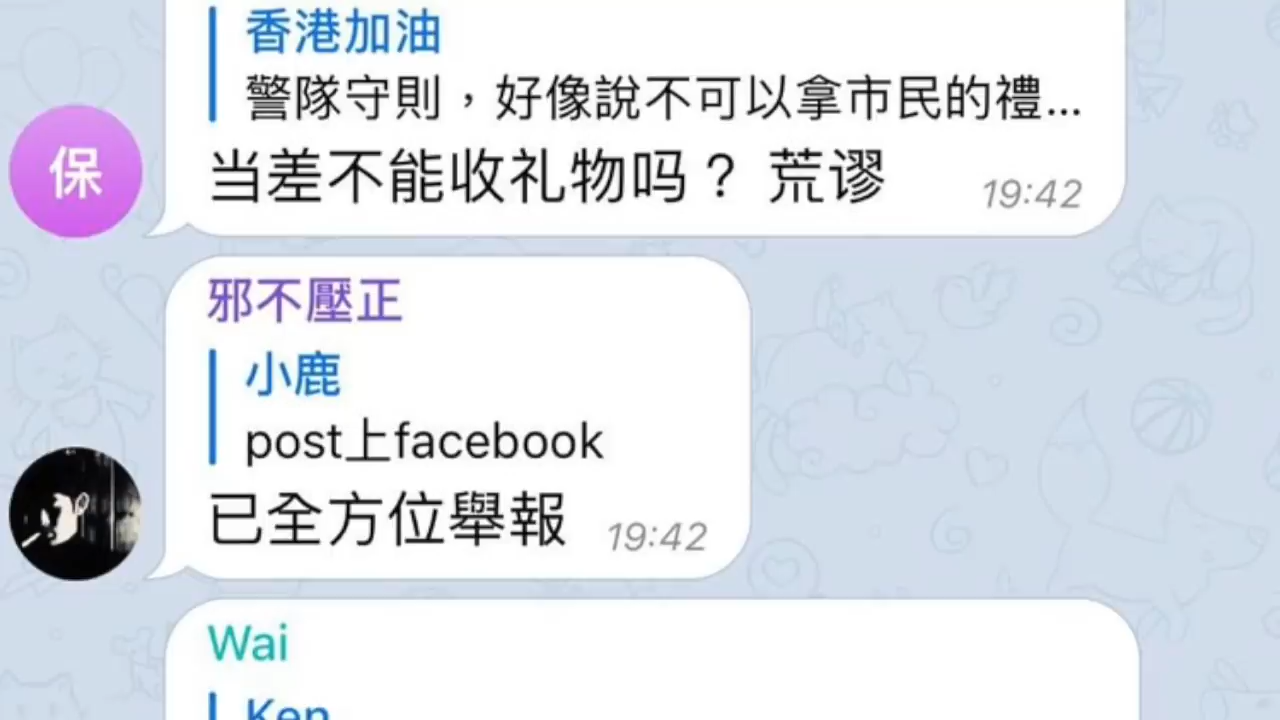 香港加油
警隊守則，好像說不可以拿市民的禮...
保
当差不能收礼物吗？ 荒谬
19:42
邪不壓正
小鹿
post上facebook
已全方位舉報
19:42
Wai
Ken